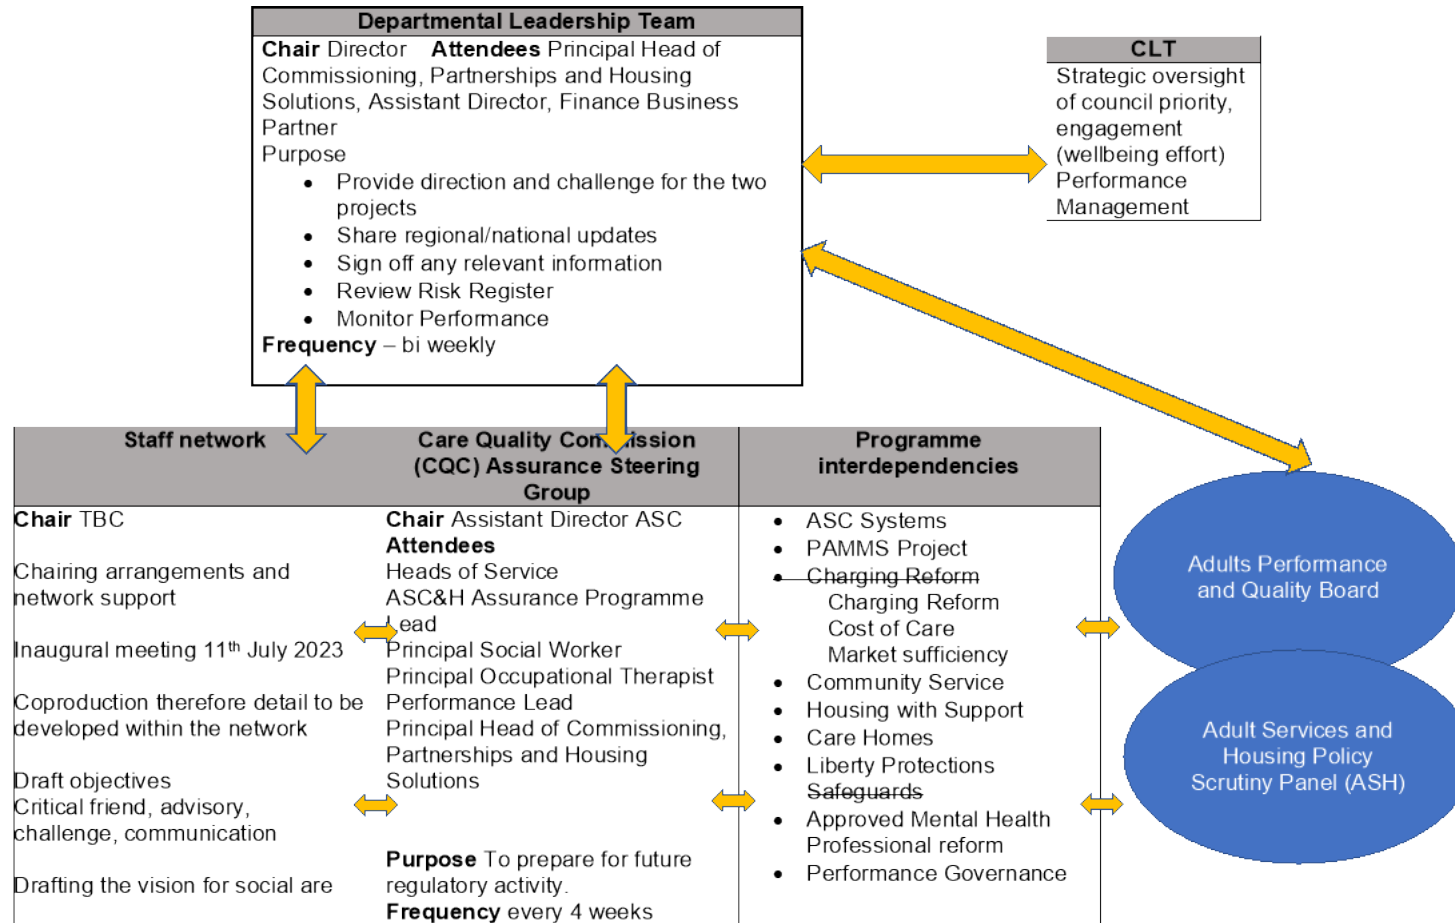 Departmental Leadership Team
Chair Director Attendees Principal Head of
Commissioning, Partnerships and Housing
Solutions, Assistant Director, Finance Business
Partner
Purpose
• Provide direction and challenge for the two
projects
• Share regional/national updates
• Sign off any relevant information
• Review Risk Register
• Monitor Performance
Frequency – bi weekly
CLT
Strategic oversight
of council priority,
engagement
(wellbeing effort)
Performance
Management
Staff network
Chair TBC
Chairing arrangements and
network support
Inaugural meeting 11th July 2023
Coproduction therefore detail to be
developed within the network
Draft objectives
Critical friend, advisory,
challenge, communication
Drafting the vision for social are
Care Quality Commission
(CQC) Assurance Steering
Group
Chair Assistant Director ASC
Attendees
Heads of Service
ASC&H Assurance Programme
Lead
Principal Social Worker
Principal Occupational Therapist
Performance Lead
Principal Head of Commissioning,
Partnerships and Housing
Solutions
Purpose To prepare for future
regulatory activity.
Frequency every 4 weeks
Programme
interdependencies
• ASC Systems
• PAMMS Project
• Charging Reform
Charging Reform
Cost of Care
Market sufficiency
• Community Service
• Housing with Support
• Care Homes
• Liberty Protections
Safeguards
• Approved Mental Health
Professional reform
• Performance Governance
Adults Performance
and Quality Board
Adult Services and
Housing Policy
Scrutiny Panel (ASH)